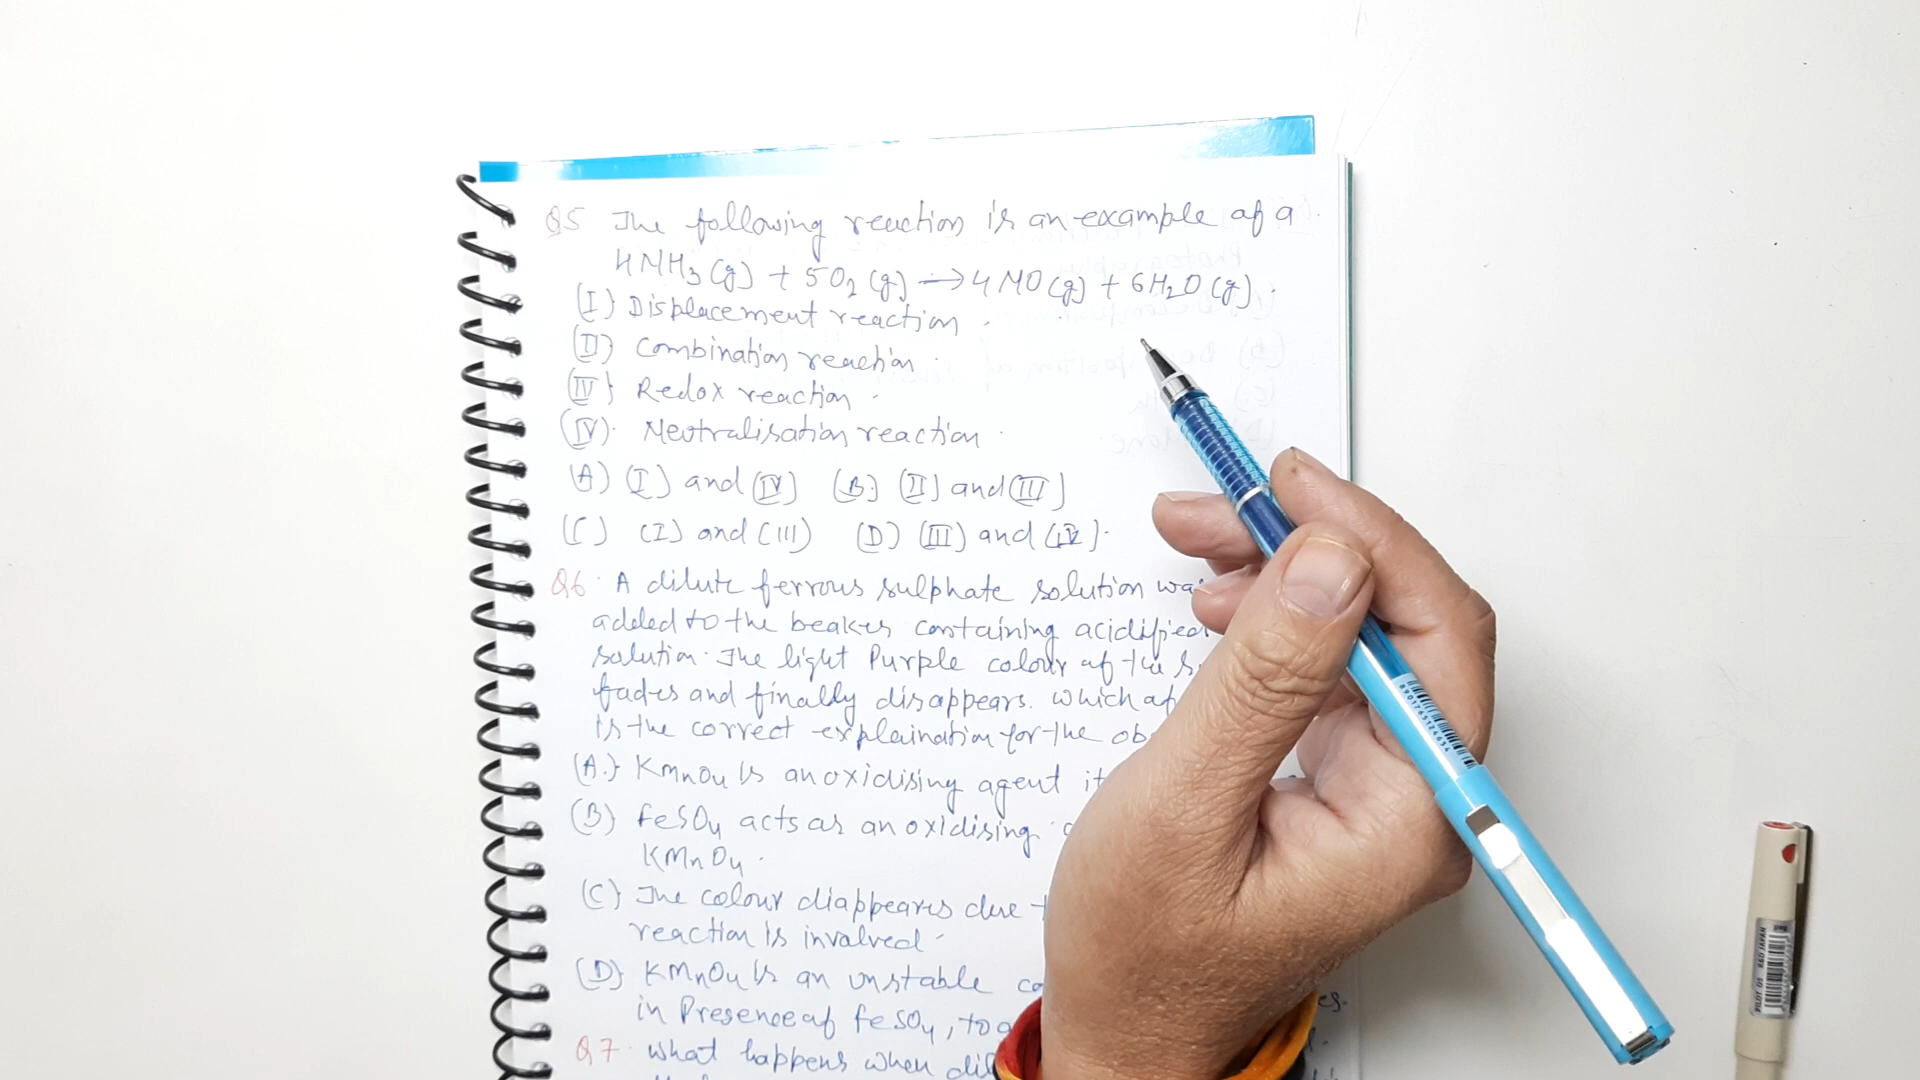 Q5 The following reaction is an example of a.
4NH3(g) + 5O2(g) → 4NO(g) + 6H2O(g).
(I) Displacement reaction.
(II) Combination reaction.
(IV) Redox reaction.
(IV). Neutralisation reaction.
(A) (I) and (IV) (B.) (II) and (III)
(C) (I) and (III) (D) (III) and (IV).
Q6. A dilute ferrous sulphate solution was
added to the beaker containing acidified
solution. The light Purple colour of the
fades and finally disappears. Which of
is the correct explaination for the
(A.) KMnO4 is an oxidising agent it
(B) FeSO4 acts as an oxidising
KMnO4.
(C) The colour diappears due
reaction is involved.
(D) KMnO4 is an unstable
in Presence of FeSO4, to
Q7. What happens when